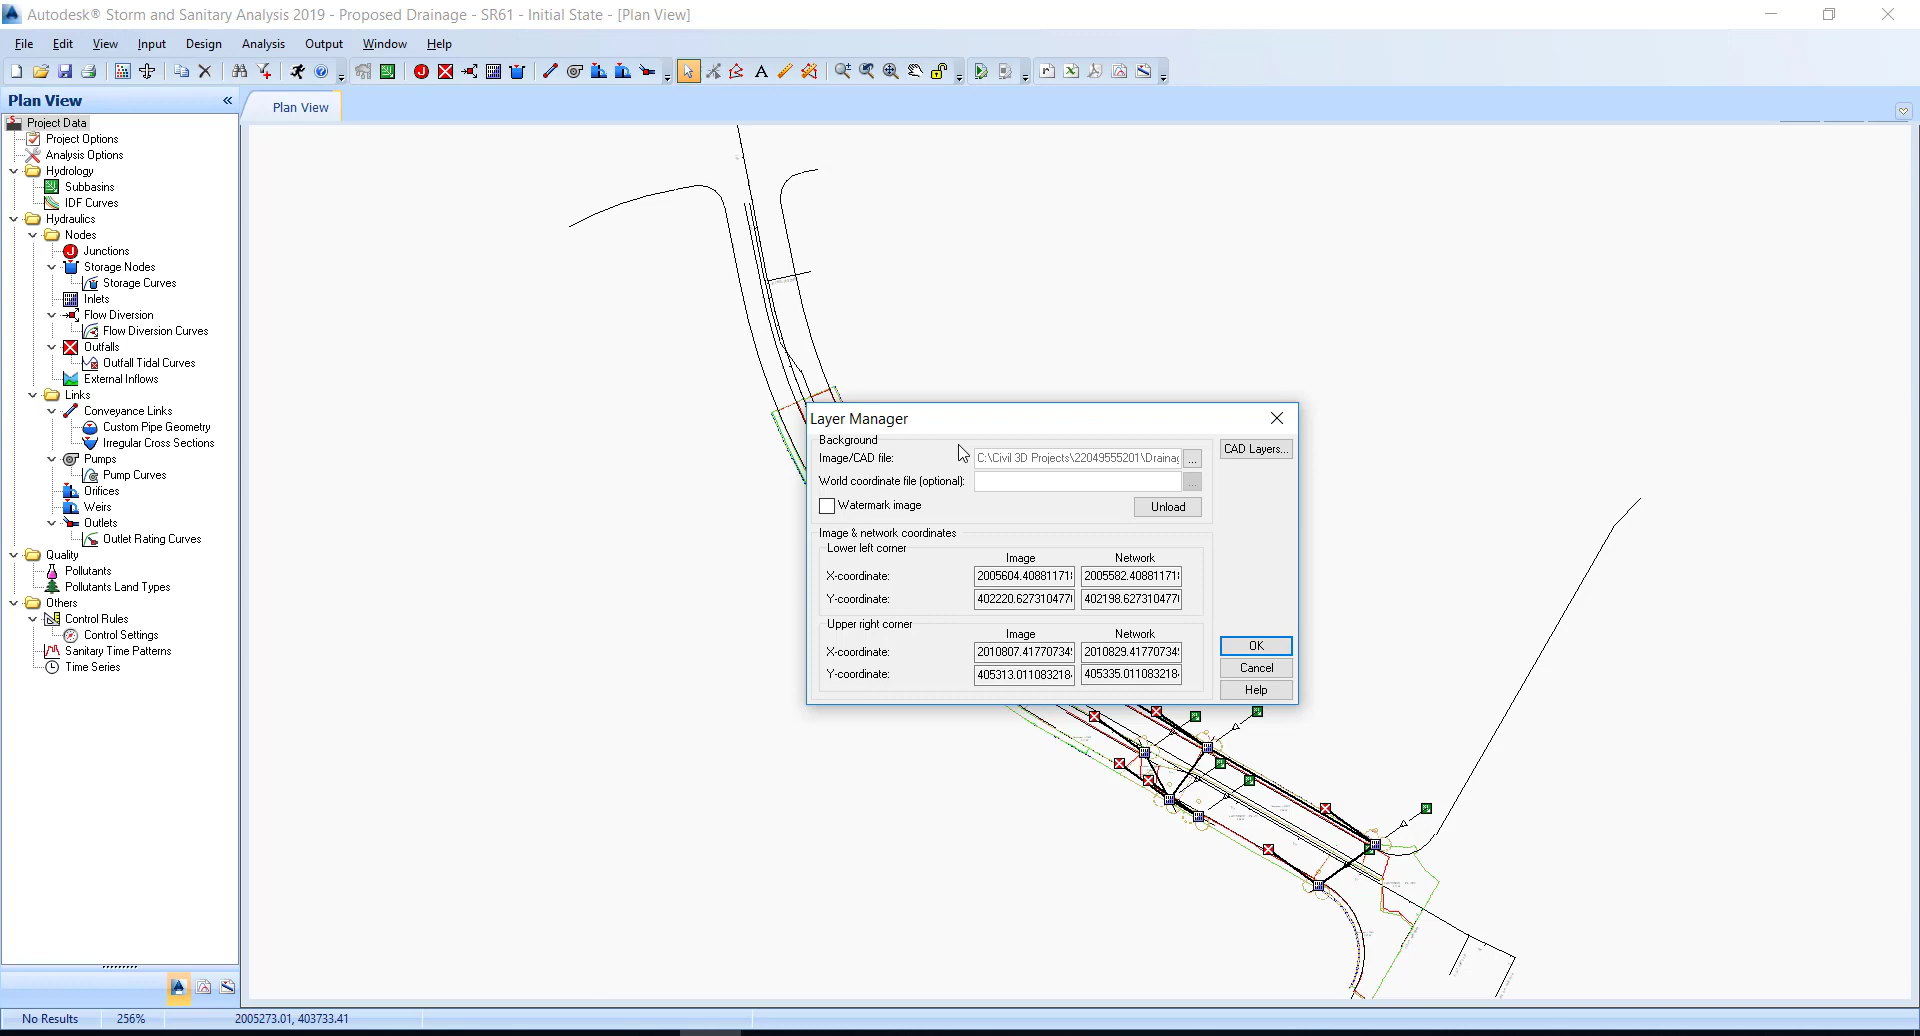 Autodesk® Storm and Sanitary Analysis 2019 - Proposed Drainage - SR61 - Initial State - [Plan View]
File Edit View Input Design Analysis Output Window Help
Plan View
Plan View
Project Data
Project Options
Analysis Options
Hydrology
Subbasins
IDF Curves
Hydraulics
Nodes
Junctions
Storage Nodes
Storage Curves
Inlets
Flow Diversion
Flow Diversion Curves
Outfalls
Outfall Tidal Curves
External Inflows
Links
Conveyance Links
Custom Pipe Geometry
Irregular Cross Sections
Pumps
Pump Curves
Orifices
Weirs
Outlets
Outlet Rating Curves
Quality
Pollutants
Pollutants Land Types
Others
Control Rules
Control Settings
Sanitary Time Patterns
Time Series
Layer Manager
Background
Image/CAD file: C:\Civil 3D Projects\22049555201\Drainag ... CAD Layers...
World coordinate file (optional): ...
Watermark image Unload
Image & network coordinates
Lower left corner
Image Network
X-coordinate: 2005604.40881171 2005582.40881171
Y-coordinate: 402220.62731047 402198.62731047
Upper right corner
Image Network
X-coordinate: 2010807.41770734 2010829.41770734
Y-coordinate: 405313.01108321 405335.01108321
OK
Cancel
Help
No Results 256% 2005273.01, 403733.41